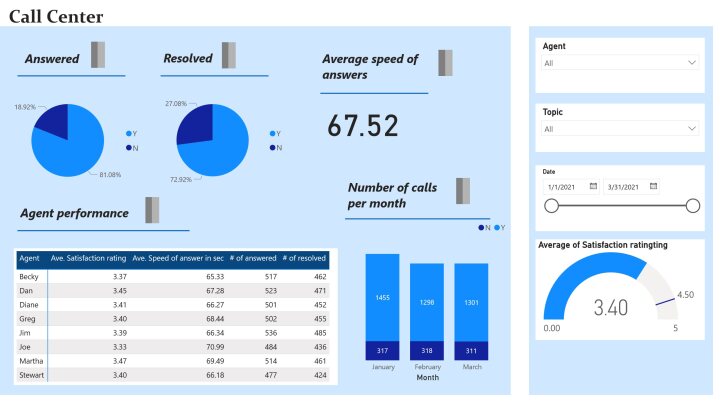 Call Center
Answered
Resolved
Average speed of
answers
18.92%
81.08%
Y
N
27.08%
72.92%
Y
N
67.52
Agent performance
Agent Ave. Satisfaction rating Ave. Speed of answer in sec # of answered # of resolved
Becky 3.37 65.33 517 462
Dan 3.45 67.28 523 471
Diane 3.41 66.27 501 452
Greg 3.40 68.44 502 455
Jim 3.39 66.34 536 485
Joe 3.33 70.99 484 436
Martha 3.47 69.49 514 461
Stewart 3.40 66.18 477 424
Number of calls
per month
N Y
1455 1298 1301
317 318 311
January February March
Month
Agent
All
Topic
All
Date
1/1/2021 3/31/2021
Average of Satisfaction ratingting
4.50
3.40
0.00 5